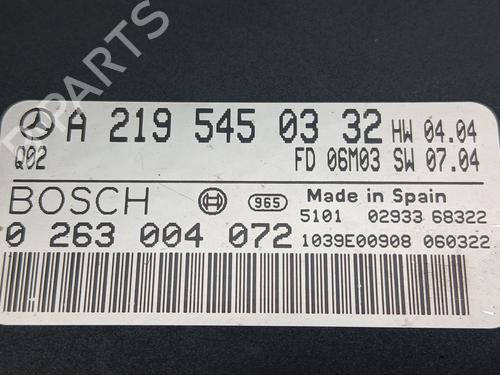 PARTS
A 219 545 03 32 HW 04.04
Q02 FD 06M03 SW 07.04
BOSCH 965 Made in Spain
5101 02933 68322
0 263 004 072 1039E00908 060322